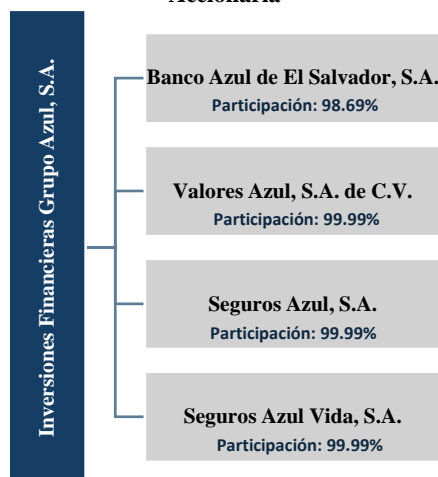 Accionaria
Inversiones Financieras Grupo Azul, S.A.
Banco Azul de El Salvador, S.A.
Participación: 98.69%
Valores Azul, S.A. de C.V.
Participación: 99.99%
Seguros Azul, S.A.
Participación: 99.99%
Seguros Azul Vida, S.A.
Participación: 99.99%